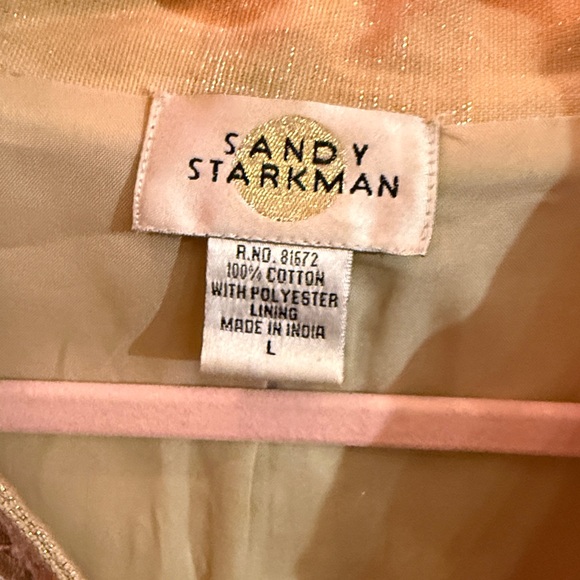 SANDY
STARKMAN
R.NO. 81672
100% COTTON
WITH POLYESTER
LINING
MADE IN INDIA
L